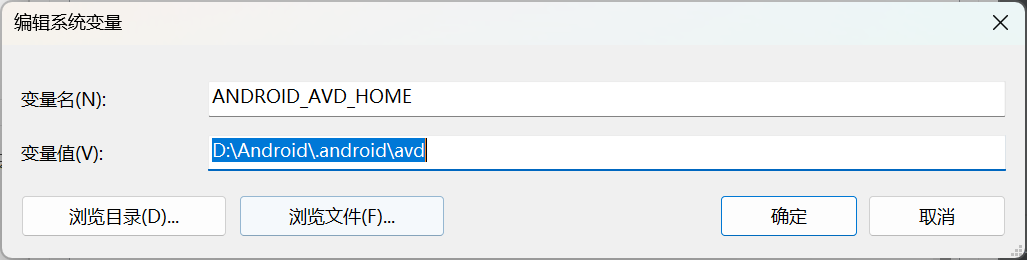 编辑系统变量
变量名(N):
ANDROID_AVD_HOME
变量值(V):
D:\Android\.android\avd
浏览目录(D)...
浏览文件(F)...
确定
取消